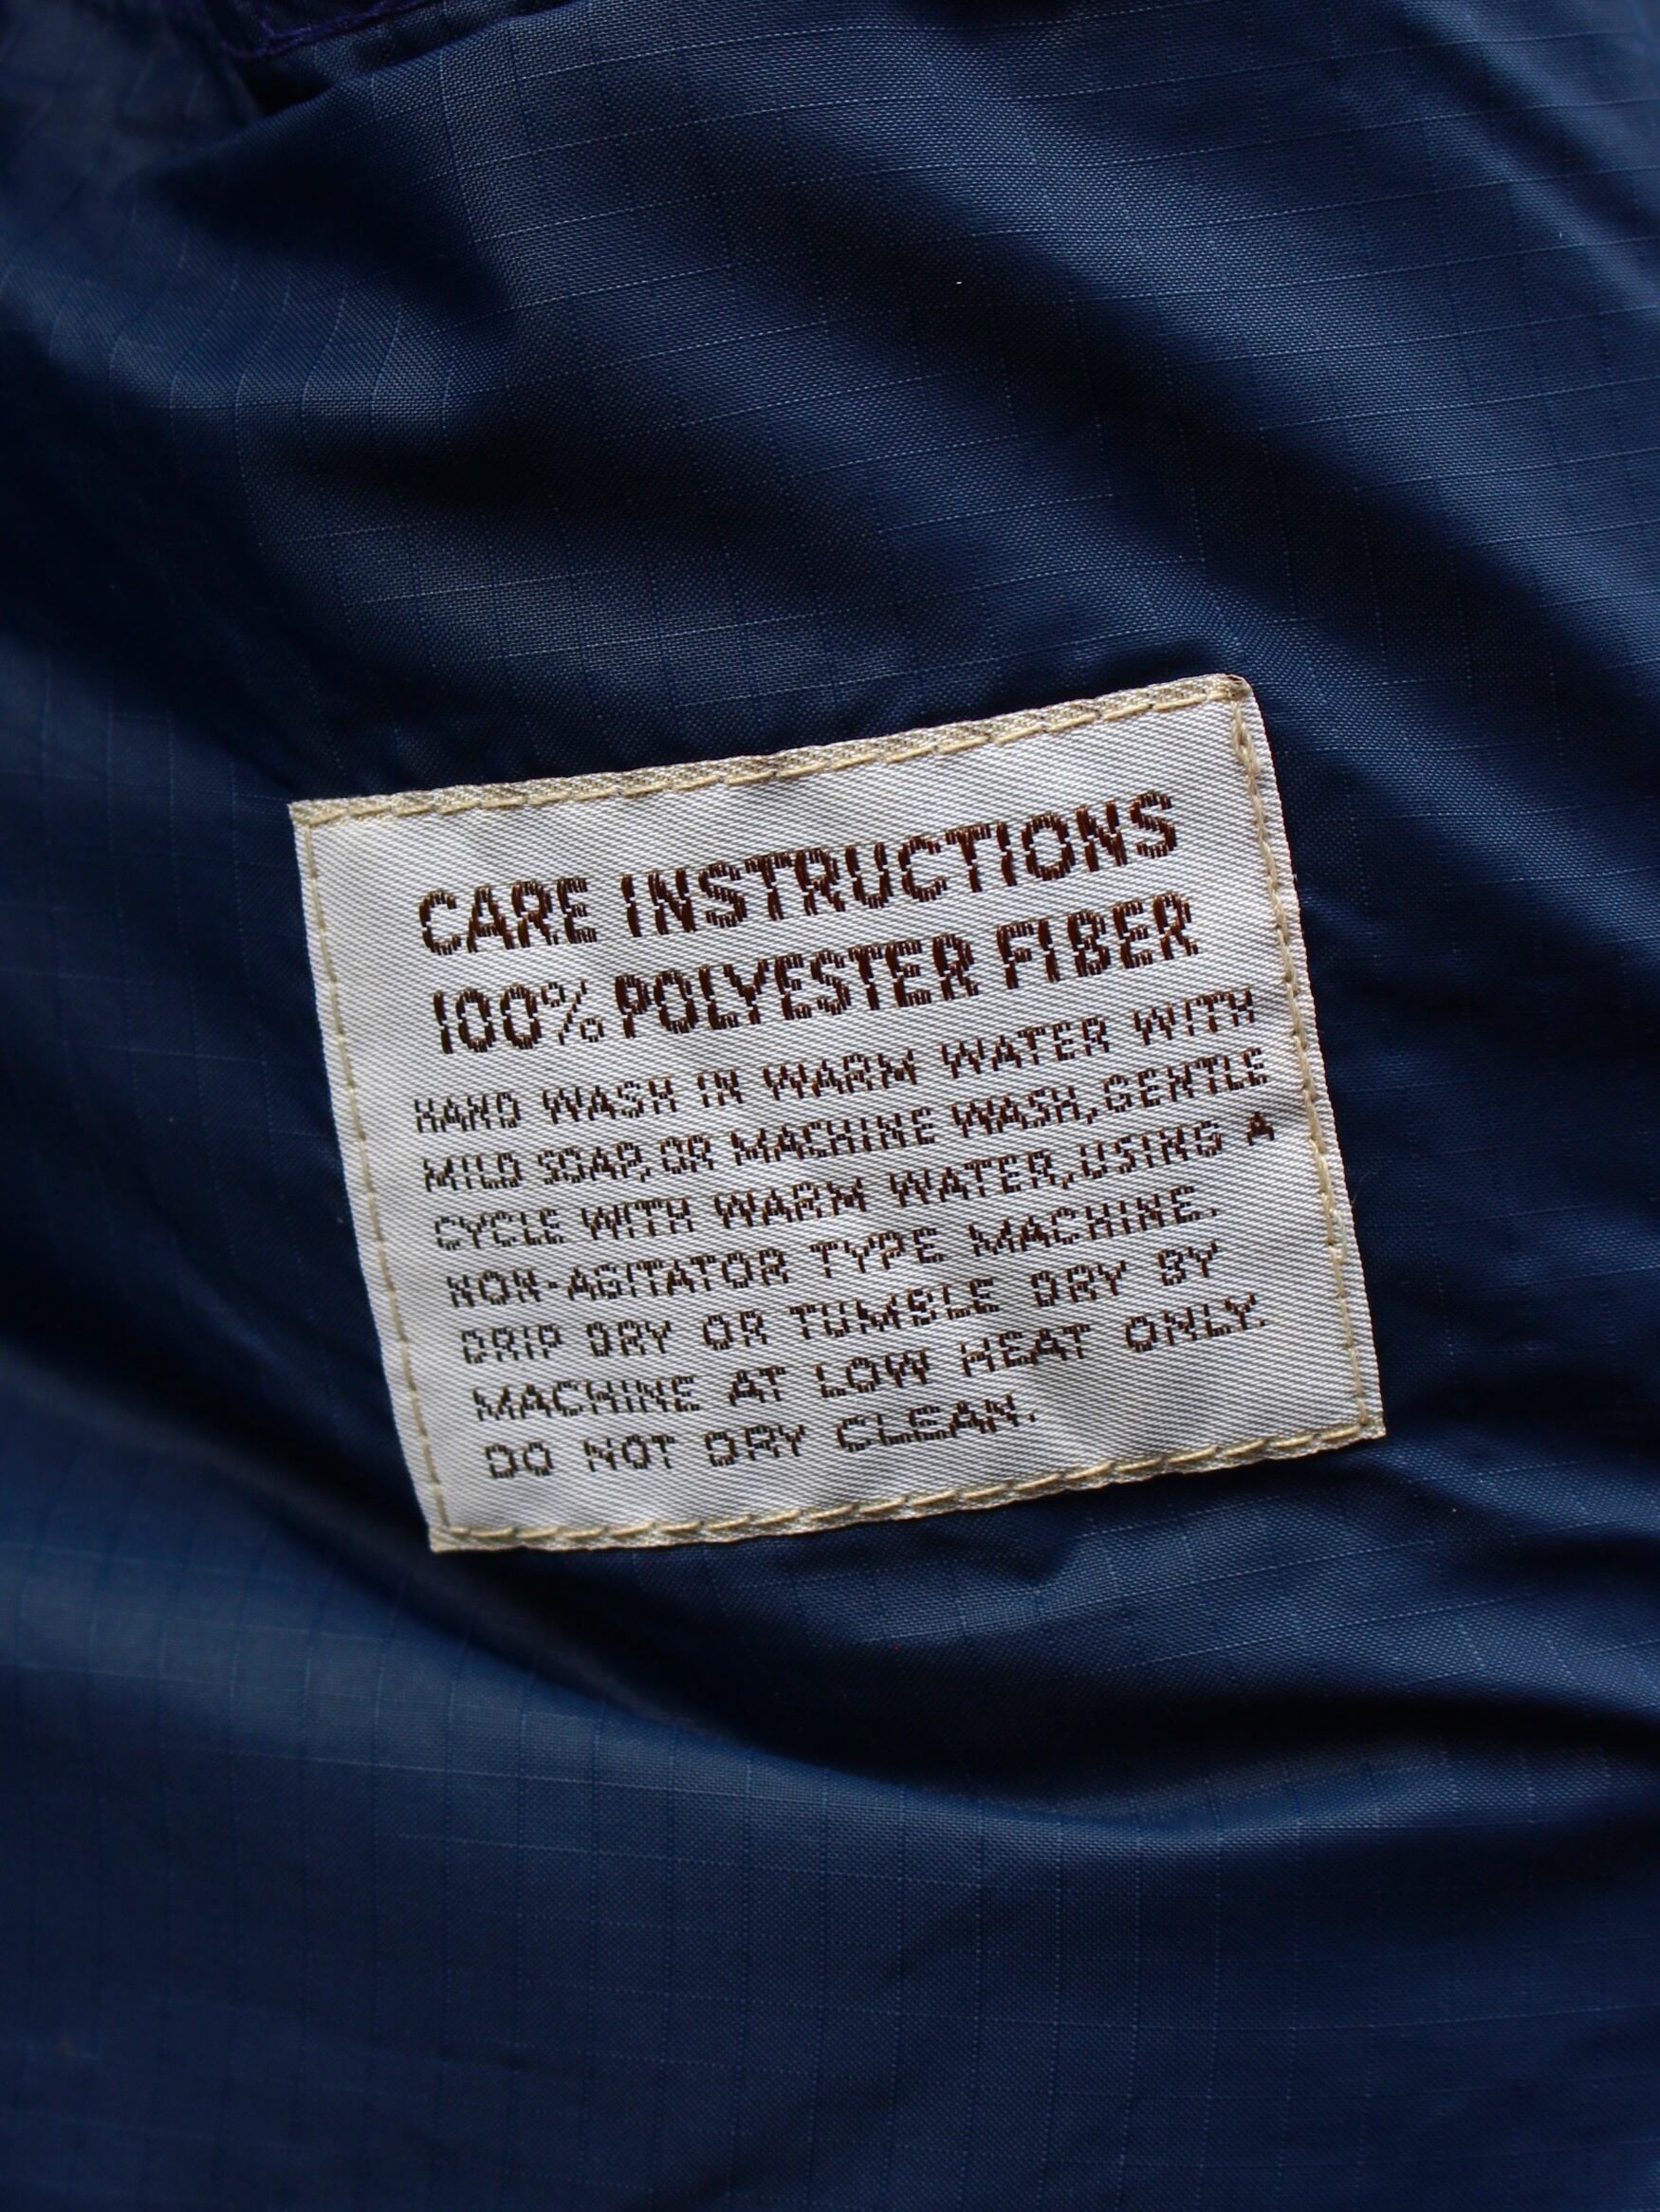 CARE INSTRUCTIONS
100% POLYESTER FIBER
HAND WASH IN WARM WATER WITH
MILD SOAP, OR MACHINE WASH, GENTLE
CYCLE WITH WARM WATER, USING A
NON-AGITATOR TYPE MACHINE.
DRIP DRY OR TUMBLE DRY BY
MACHINE AT LOW HEAT ONLY.
DO NOT DRY CLEAN.